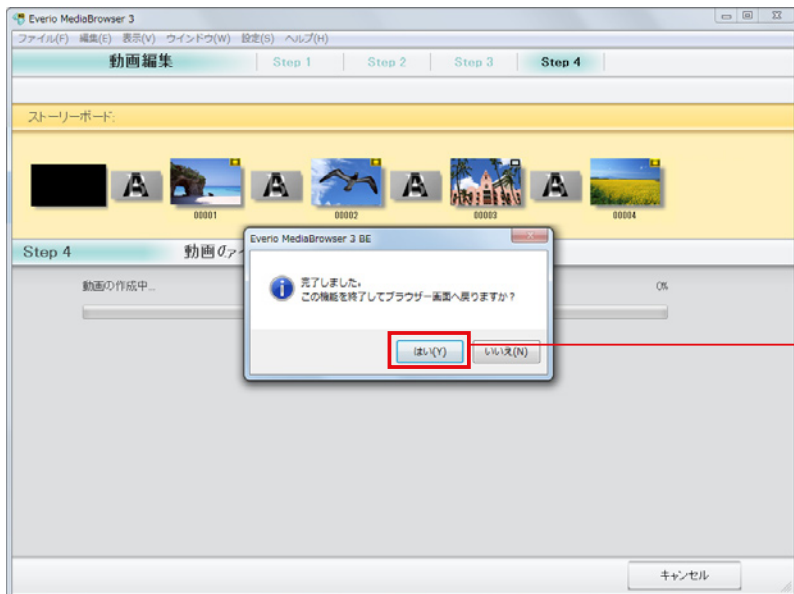 Everio MediaBrowser 3
ファイル(F) 編集(E) 表示(V) ウインドウ(W) 設定(S) ヘルプ(H)
動画編集 Step 1 Step 2 Step 3 Step 4
ストーリーボード:
A A A A
00001 00002 00003 00004
Step 4 動画のファ
Everio MediaBrowser 3 BE
動画の作成中... 0%
完了しました。
この機能を終了してブラウザー画面へ戻りますか？
はい(Y) いいえ(N)
キャンセル